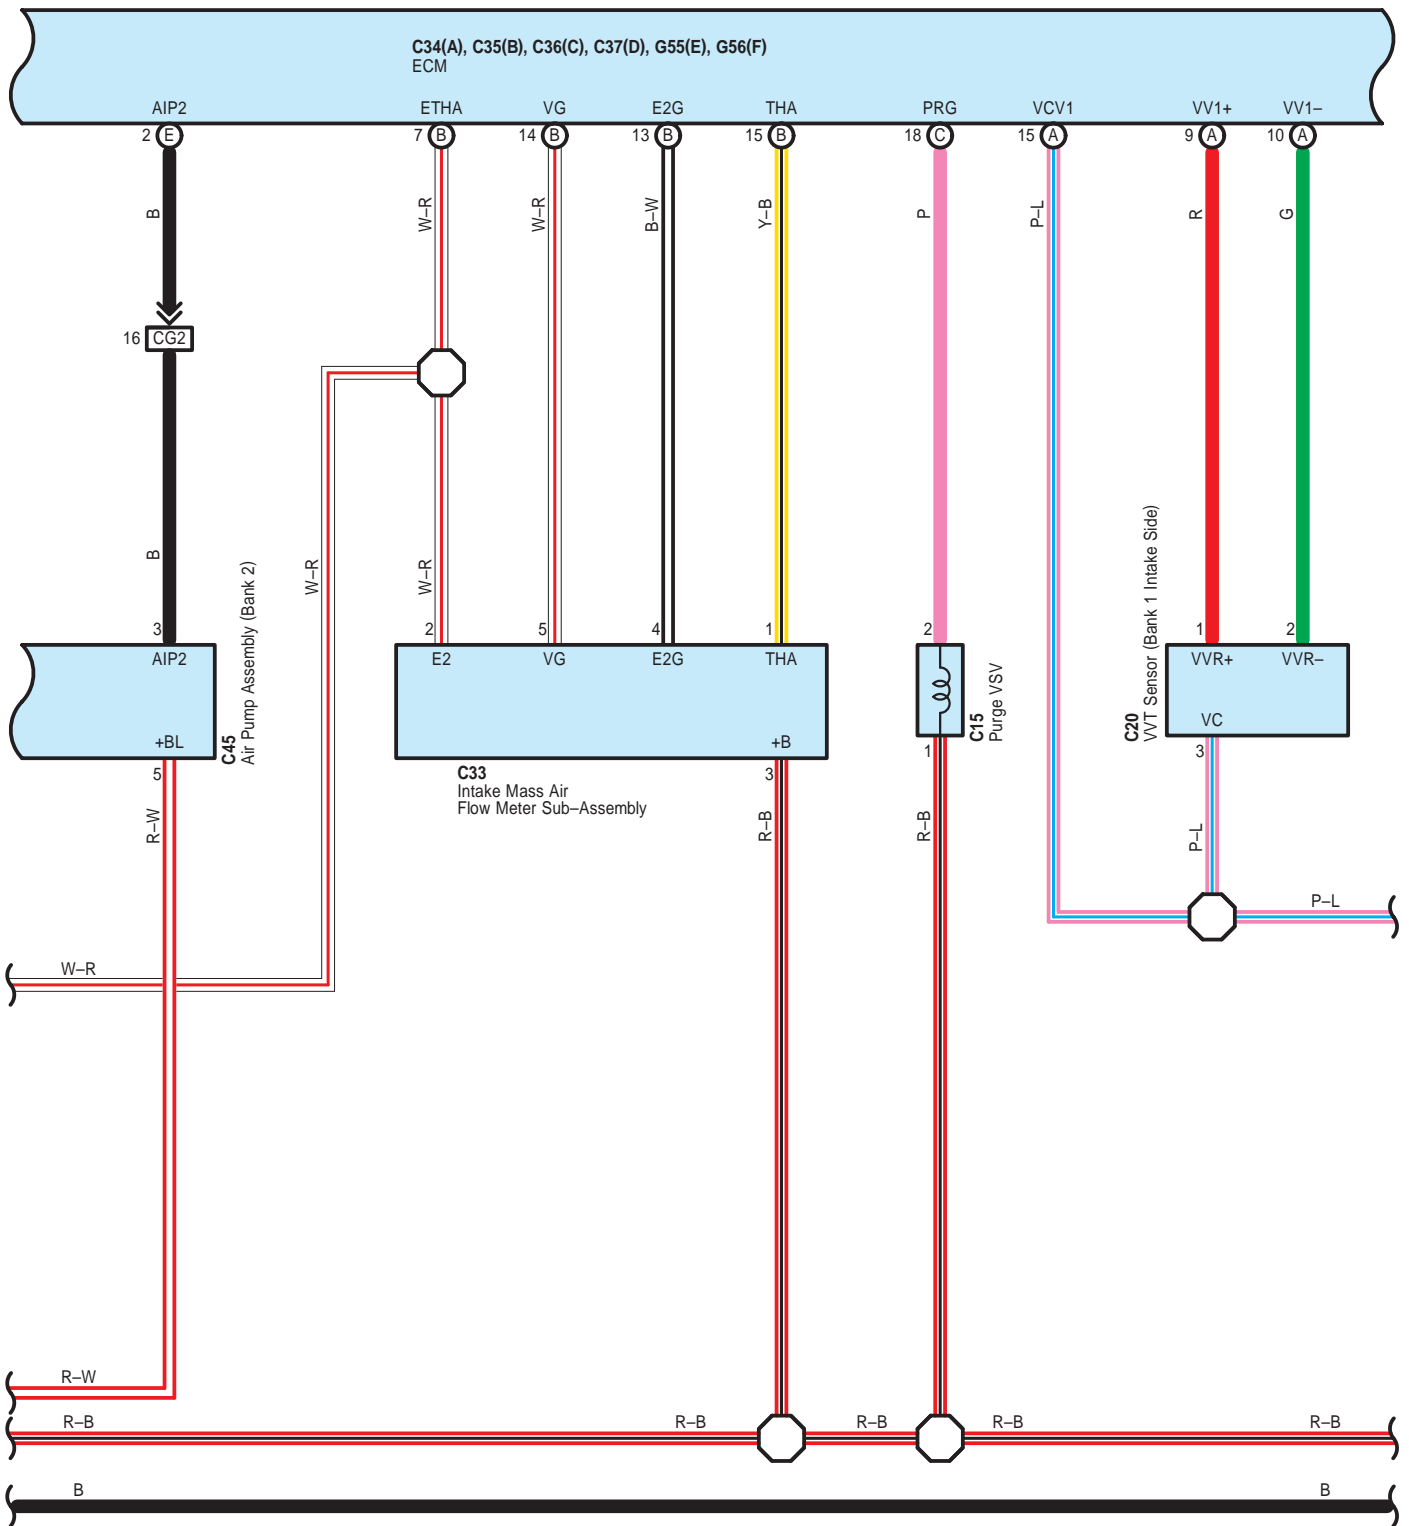 C34(A), C35(B), C36(C), C37(D), G55(E), G56(F)
ECM
AIP2
ETHA
VG
E2G
THA
PRG
VCV1
VV1+
VV1–
2 E
7 B
14 B
13 B
15 B
18 C
15 A
9 A
10 A
B
W–R
W–R
B–W
Y–B
P
P–L
R
G
16 CG2
B
W–R
W–R
3
2
5
4
1
2
1
2
AIP2
E2
VG
E2G
THA
VVR+
VVR–
+BL
+B
VC
C45
Air Pump Assembly (Bank 2)
C33
Intake Mass Air
Flow Meter Sub–Assembly
C15
Purge VSV
C20
VVT Sensor (Bank 1 Intake Side)
5
3
1
3
R–W
R–B
R–B
P–L
P–L
W–R
R–W
R–B
R–B
R–B
R–B
R–B
B
B